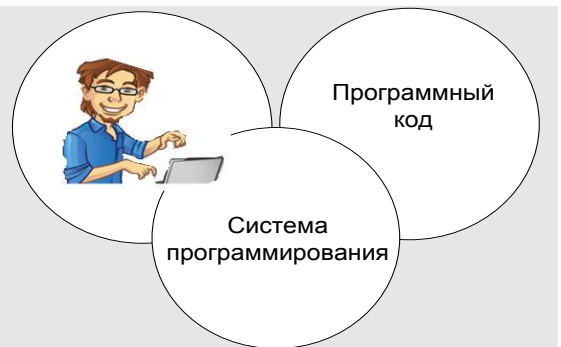 Программный
код
Система
программирования